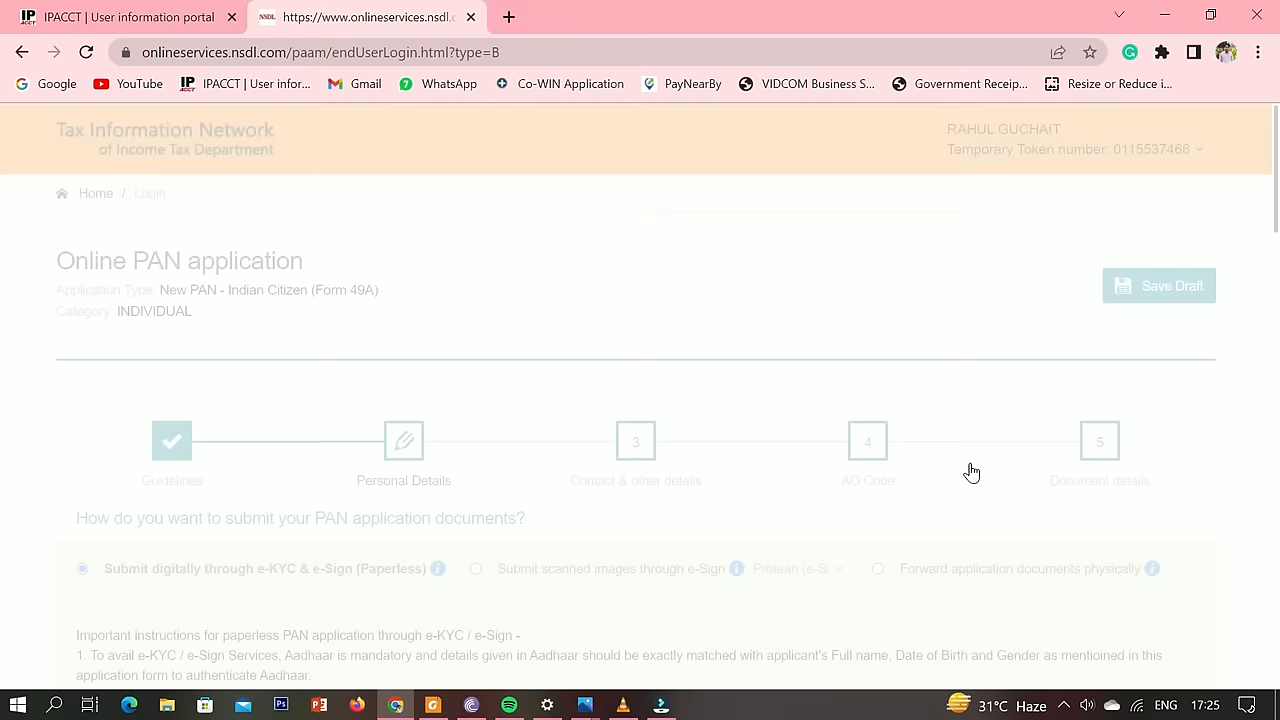 IPACCT | User information portal
NSDL https://www.onlineservices.nsdl.c
onlineservices.nsdl.com/paam/endUserLogin.html?type=B
Google YouTube IPACCT | User infor... Gmail WhatsApp Co-WIN Application PayNearBy VIDCOM Business S... Government Receip... Resize or Reduce i...
Tax Information Network
of Income Tax Department
RAHUL GUCHAIT
Temporary Token number: 0115537466
Home / Login
Online PAN application
Application Type: New PAN - Indian Citizen (Form 49A)
Category INDIVIDUAL
Save Draft
3 4 5
Guidelines Personal Details Contact & other details AO Code Document details
How do you want to submit your PAN application documents?
Submit digitally through e-KYC & e-Sign (Paperless) Submit scanned images through e-Sign Protean (e-Si Forward application documents physically
Important instructions for paperless PAN application through e-KYC / e-Sign -
1. To avail e-KYC / e-Sign Services, Aadhaar is mandatory and details given in Aadhaar should be exactly matched with applicant's Full name, Date of Birth and Gender as mentioined in this
application form to authenticate Aadhaar.
31°C Haze ENG 17:25